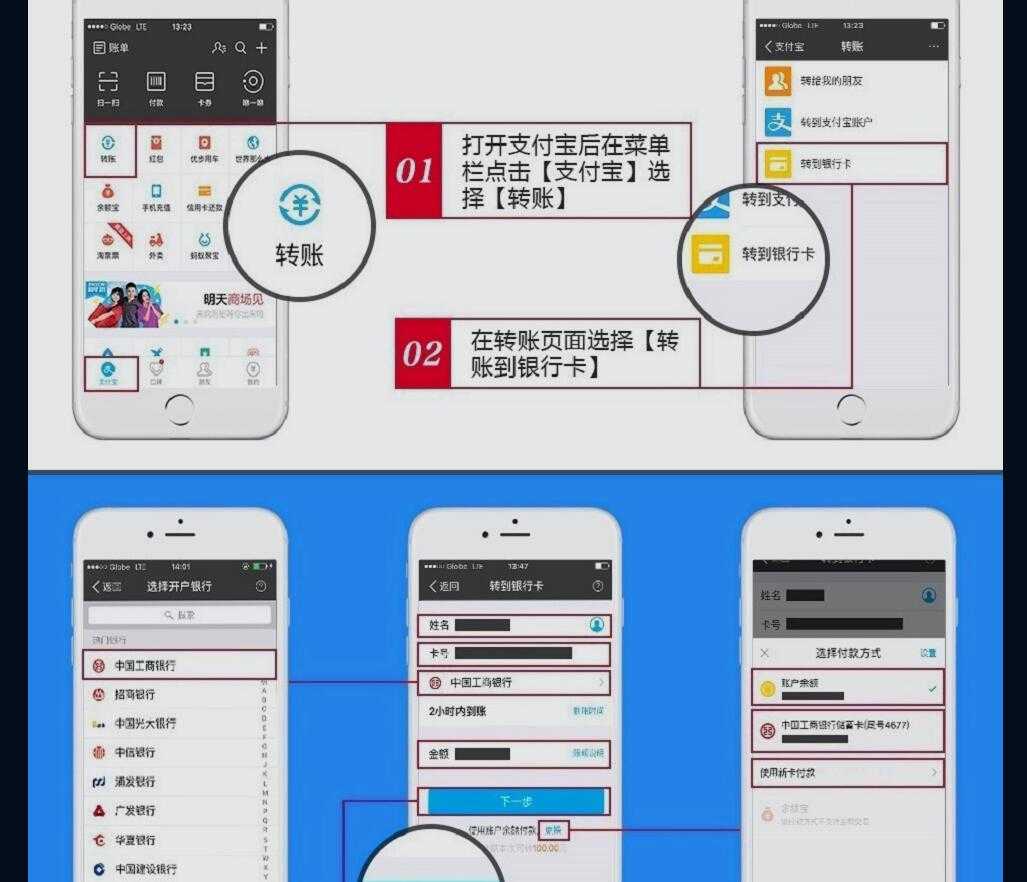 Globe LTE 13:23
账单
扫一扫 付款 卡券 咻一咻
转账 红包 优步用车
余额宝 手机充值 信用卡还款
淘票票 外卖 蚂蚁聚宝
明天商场见
支付宝 口碑 朋友 我的
转账
01
打开支付宝后在菜单
栏点击【支付宝】选
择【转账】
02
在转账页面选择【转
账到银行卡】
Globe LTE 13:23
支付宝 转账 ...
转给我的朋友
转到支付宝账户
转到银行卡
转到支付
转到银行卡
Globe LTE 14:01
返回 选择开户银行
搜索
热门银行
中国工商银行
招商银行
中国光大银行
中信银行
浦发银行
广发银行
华夏银行
中国建设银行
Globe LTE 13:47
返回 转到银行卡
姓名
卡号
中国工商银行
2小时内到账 到账时间
金额 限额说明
下一步
使用账户余额付款, 更换
100.00元
姓名
卡号
选择付款方式 设置
账户余额
中国工商银行储蓄卡(尾号4677)
使用新卡付款
余额宝